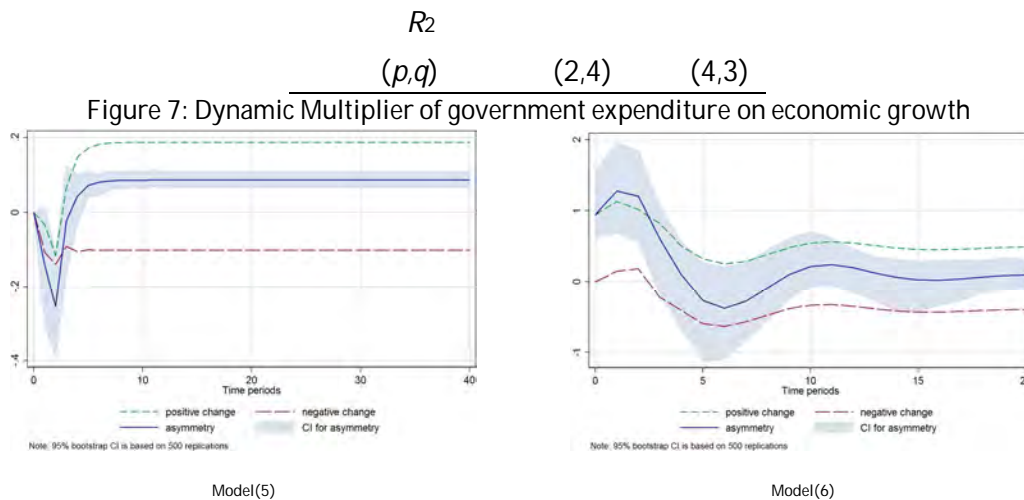 R2
(p,q) (2,4) (4,3)
Figure 7: Dynamic Multiplier of government expenditure on economic growth
.2
0
-.2
-.4
0 10 20 30 40
Time periods
positive change negative change
asymmetry CI for asymmetry
Note: 95% bootstrap CI is based on 500 replications
Model(5)
2
1
0
-1
0 5 10 15 20
Time periods
positive change negative change
asymmetry CI for asymmetry
Note: 95% bootstrap CI is based on 500 replications
Model(6)